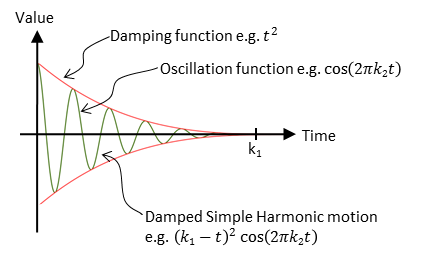 Value
Damping function e.g. t²
Oscillation function e.g. cos(2πk₂t)
Time
k₁
Damped Simple Harmonic motion
e.g. (k₁ − t)² cos(2πk₂t)